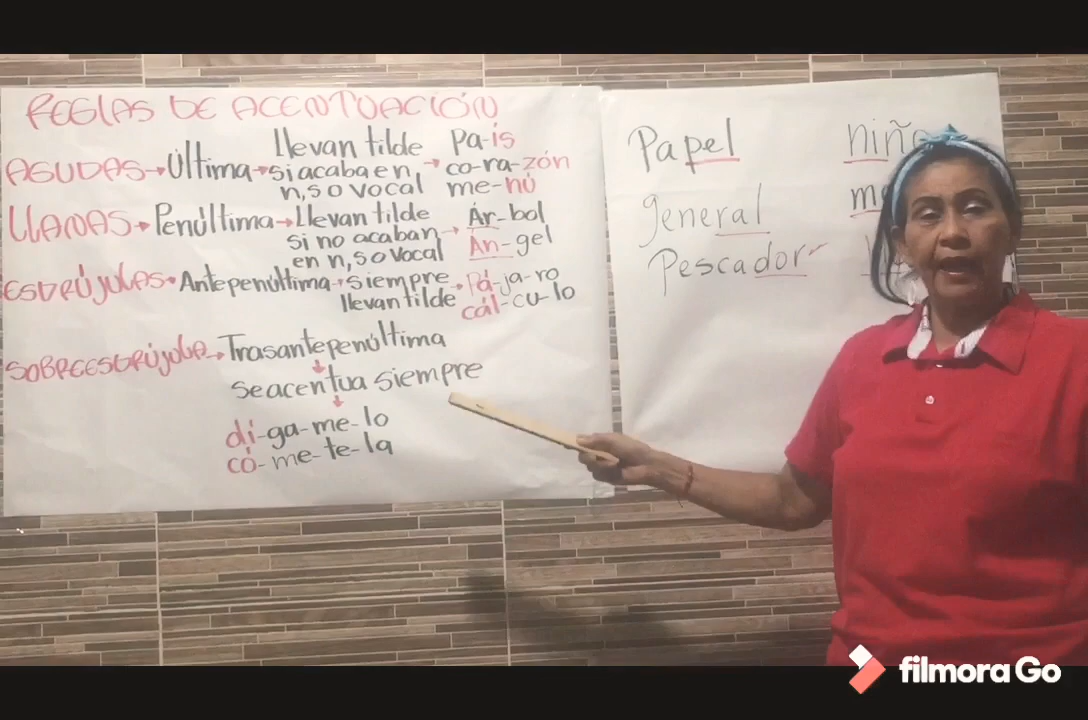 REGLAS DE ACENTUACIÓN
AGUDAS → Última → llevan tilde
si acaba en
n, s o vocal
→ Pa-ís
co-ra-zón
me-nú
LLANAS → Penúltima → Llevan tilde
si no acaban
en n, s o vocal
→ Ár-bol
Án-gel
ESDRÚJULAS → Antepenúltima → siempre
llevan tilde
→ Pá-ja-ro
cál-cu-lo
SOBREESDRÚJULA → Trasantepenúltima
↓
se acentua siempre
↓
dí-ga-me-lo
có-me-te-la
Papel
general
Pescador
niño
filmora Go